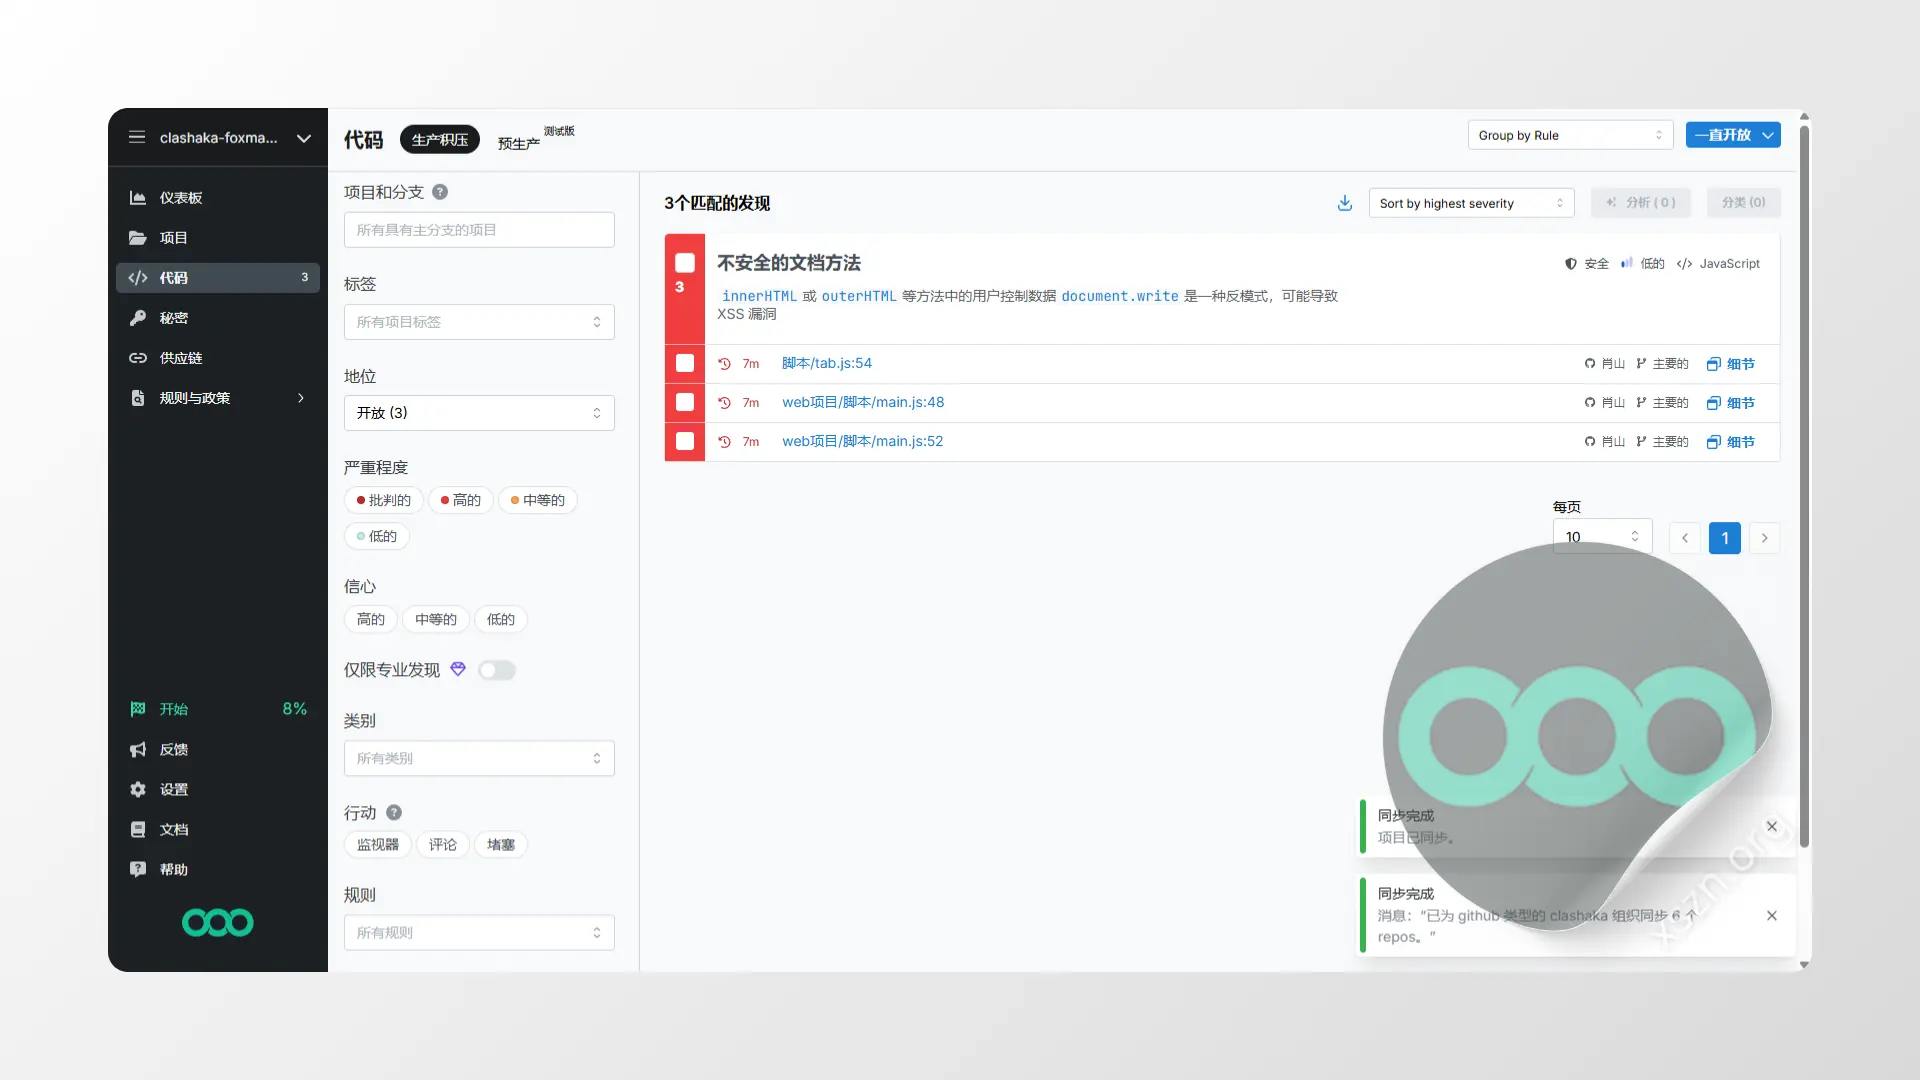 clashaka-foxma...
仪表板
项目
代码 3
秘密
供应链
规则与政策
开始 8%
反馈
设置
文档
帮助
代码 生产积压 预生产 测试版
Group by Rule
一直开放
项目和分支
所有具有主分支的项目
标签
所有项目标签
地位
开放 (3)
严重程度
批判的 高的 中等的
低的
信心
高的 中等的 低的
仅限专业发现
类别
所有类别
行动
监视器 评论 堵塞
规则
所有规则
3个匹配的发现
Sort by highest severity
分析 ( 0 )
分类 (0)
3
不安全的文档方法
安全 低的 JavaScript
innerHTML 或 outerHTML 等方法中的用户控制数据 document.write 是一种反模式，可能导致
XSS 漏洞
7m 脚本/tab.js:54 肖山 主要的 细节
7m web项目/脚本/main.js:48 肖山 主要的 细节
7m web项目/脚本/main.js:52 肖山 主要的 细节
每页
10
1
同步完成
项目已同步。
同步完成
消息：“已为 github 类型的 clashaka 组织同步 6 个
repos。”
xszn.org